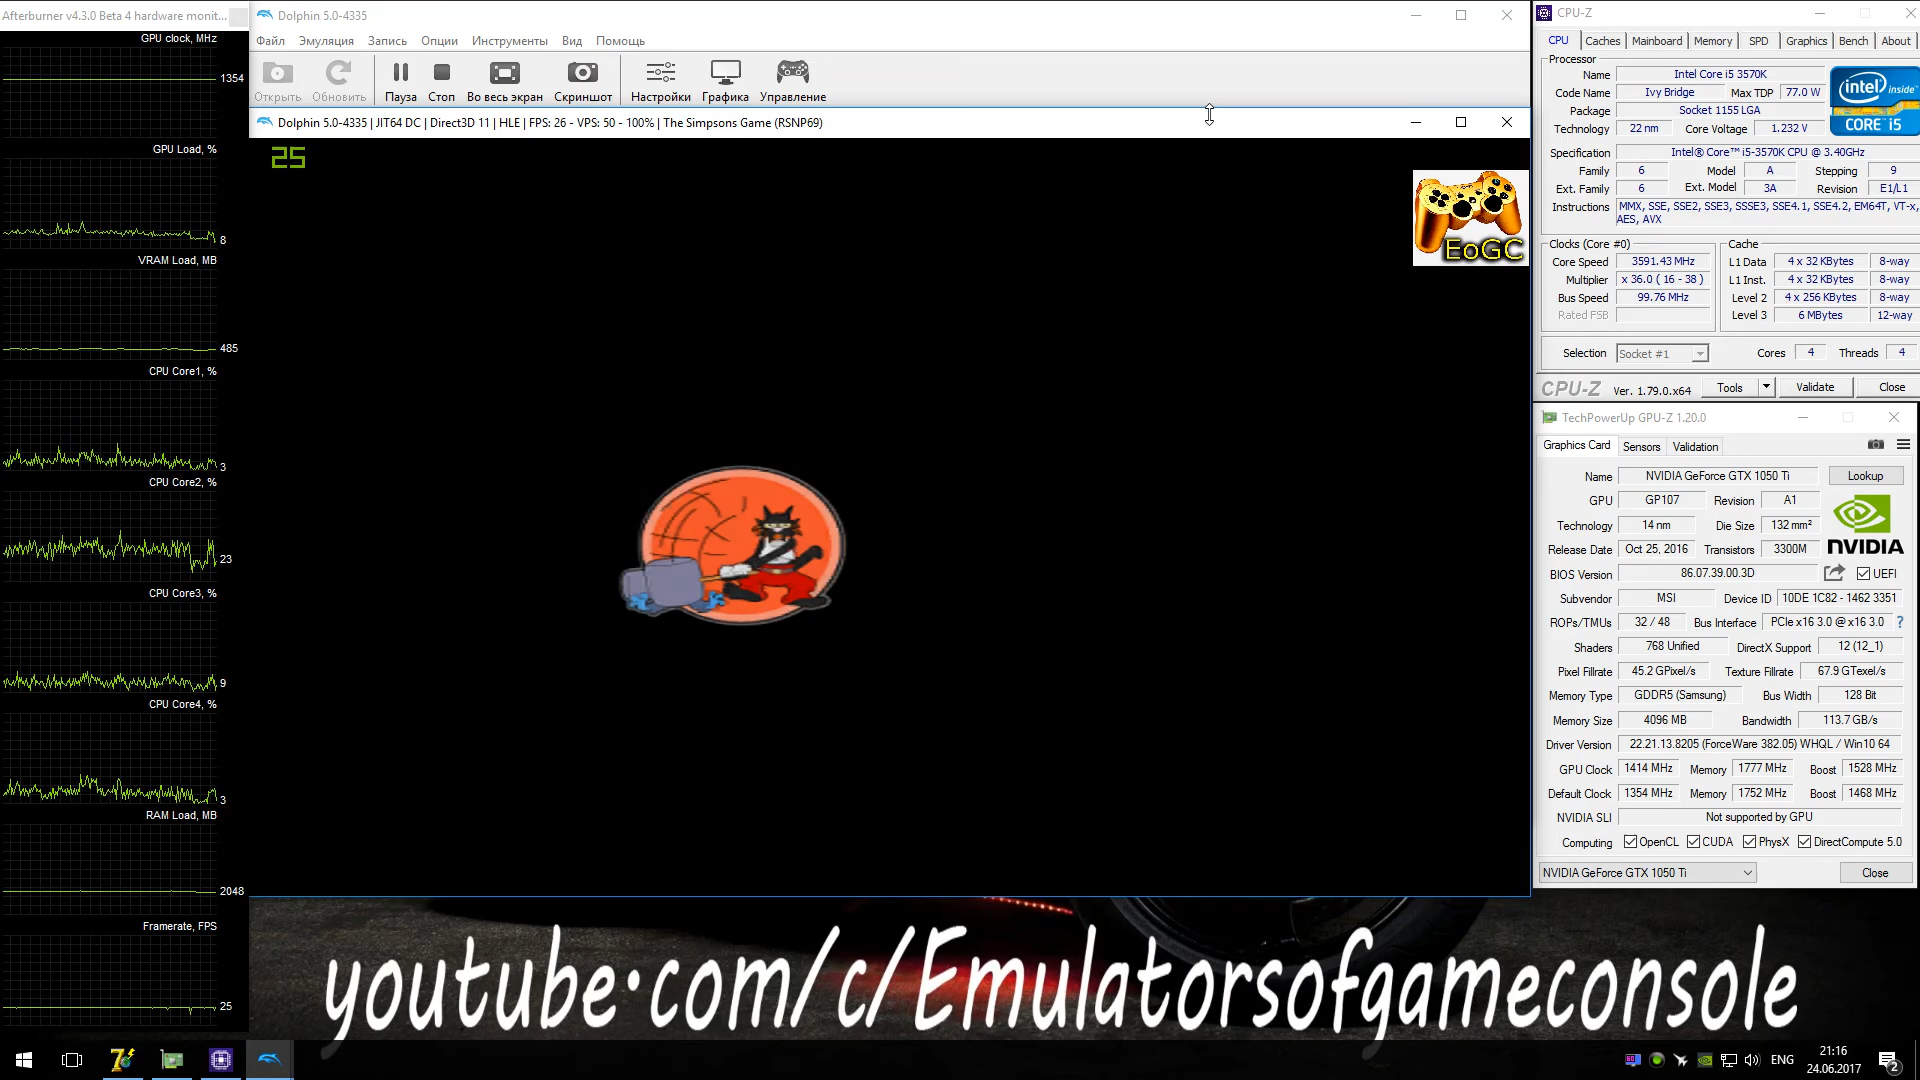 Afterburner v4.3.0 Beta 4 hardware monit...
GPU clock, MHz
1354
GPU Load, %
8
VRAM Load, MB
485
CPU Core1, %
3
CPU Core2, %
23
CPU Core3, %
9
CPU Core4, %
3
RAM Load, MB
2048
Framerate, FPS
25
Dolphin 5.0-4335
Файл Эмуляция Запись Опции Инструменты Вид Помощь
Открыть Обновить Пауза Стоп Во весь экран Скриншот Настройки Графика Управление
Dolphin 5.0-4335 | JIT64 DC | Direct3D 11 | HLE | FPS: 26 - VPS: 50 - 100% | The Simpsons Game (RSNP69)
25
EoGC
CPU-Z
CPU Caches Mainboard Memory SPD Graphics Bench About
Processor
Name Intel Core i5 3570K
Code Name Ivy Bridge Max TDP 77.0 W
Package Socket 1155 LGA
Technology 22 nm Core Voltage 1.232 V
intel inside™
CORE i5
Specification Intel® Core™ i5-3570K CPU @ 3.40GHz
Family 6 Model A Stepping 9
Ext. Family 6 Ext. Model 3A Revision E1/L1
Instructions MMX, SSE, SSE2, SSE3, SSSE3, SSE4.1, SSE4.2, EM64T, VT-x,
AES, AVX
Clocks (Core #0)
Core Speed 3591.43 MHz
Multiplier x 36.0 ( 16 - 38 )
Bus Speed 99.76 MHz
Rated FSB
Cache
L1 Data 4 x 32 KBytes 8-way
L1 Inst. 4 x 32 KBytes 8-way
Level 2 4 x 256 KBytes 8-way
Level 3 6 MBytes 12-way
Selection Socket #1 Cores 4 Threads 4
CPU-Z Ver. 1.79.0.x64 Tools Validate Close
TechPowerUp GPU-Z 1.20.0
Graphics Card Sensors Validation
Name NVIDIA GeForce GTX 1050 Ti Lookup
GPU GP107 Revision A1
Technology 14 nm Die Size 132 mm²
Release Date Oct 25, 2016 Transistors 3300M
NVIDIA
BIOS Version 86.07.39.00.3D UEFI
Subvendor MSI Device ID 10DE 1C82 - 1462 3351
ROPs/TMUs 32 / 48 Bus Interface PCIe x16 3.0 @ x16 3.0 ?
Shaders 768 Unified DirectX Support 12 (12_1)
Pixel Fillrate 45.2 GPixel/s Texture Fillrate 67.9 GTexel/s
Memory Type GDDR5 (Samsung) Bus Width 128 Bit
Memory Size 4096 MB Bandwidth 113.7 GB/s
Driver Version 22.21.13.8205 (ForceWare 382.05) WHQL / Win10 64
GPU Clock 1414 MHz Memory 1777 MHz Boost 1528 MHz
Default Clock 1354 MHz Memory 1752 MHz Boost 1468 MHz
NVIDIA SLI Not supported by GPU
Computing OpenCL CUDA PhysX DirectCompute 5.0
NVIDIA GeForce GTX 1050 Ti Close
youtube.com/c/Emulatorsofgameconsole
60
ENG
21:16
24.06.2017
2